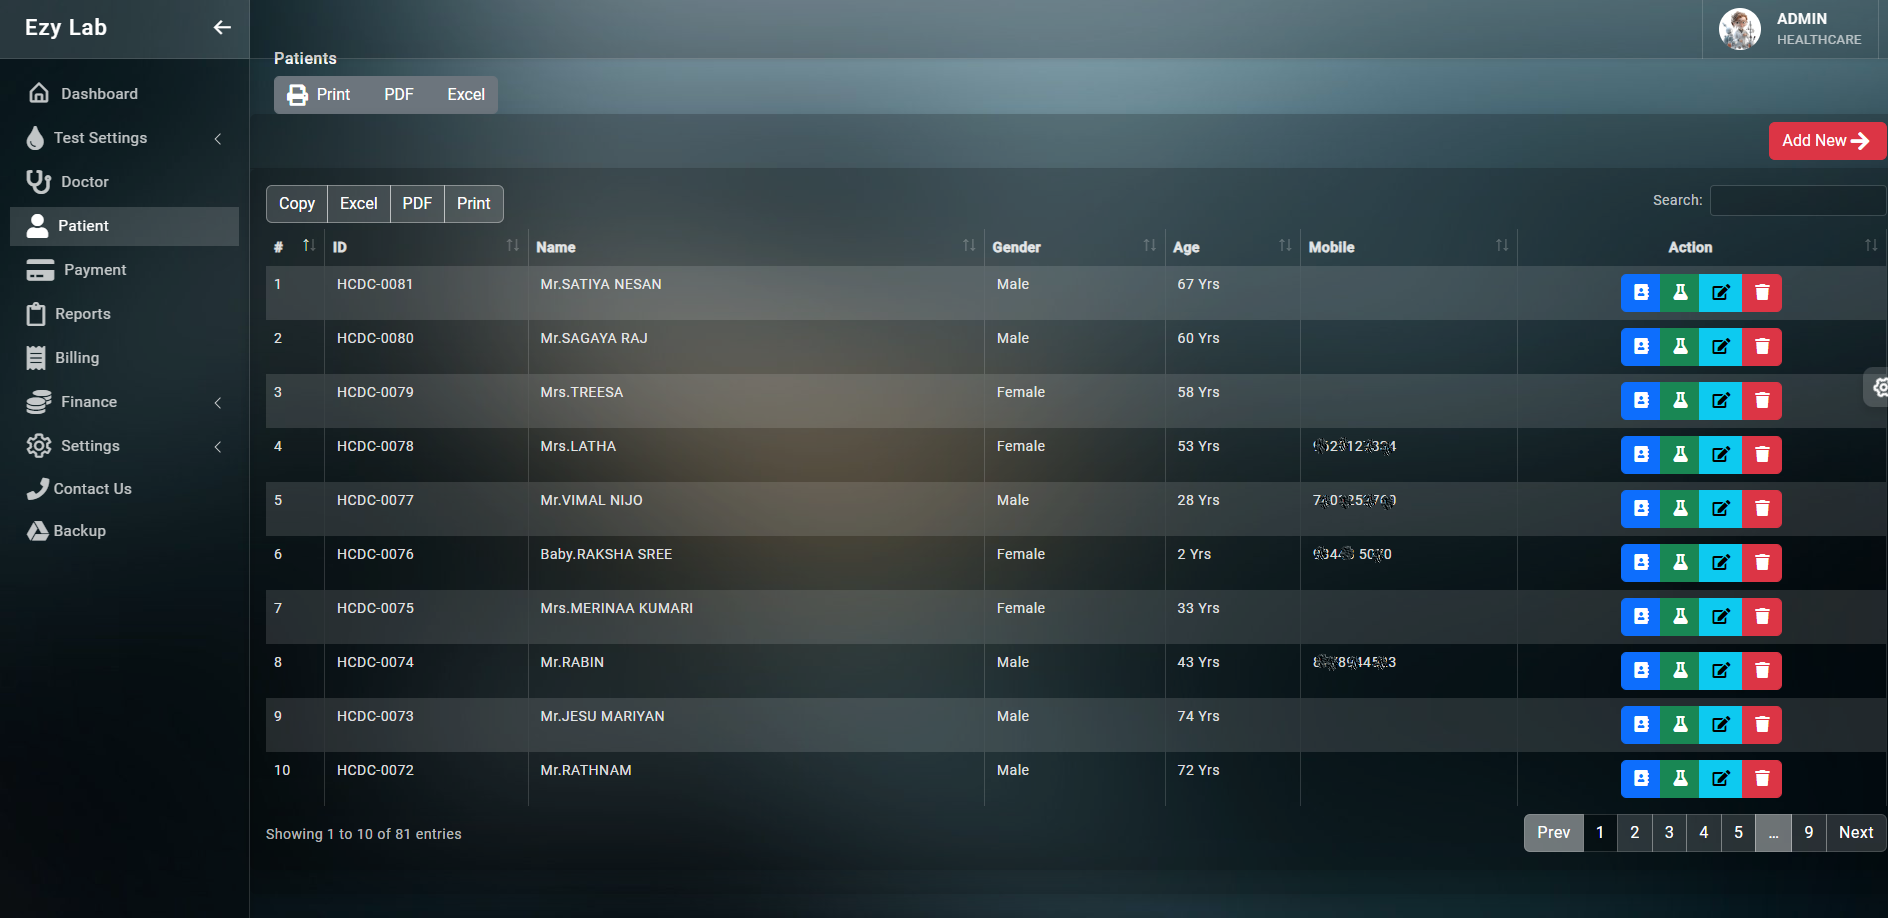 Ezy Lab
ADMIN
HEALTHCARE
Dashboard
Test Settings
Doctor
Patient
Payment
Reports
Billing
Finance
Settings
Contact Us
Backup
Patients
Print PDF Excel
Add New
Copy Excel PDF Print
Search:
# ID Name Gender Age Mobile Action
1 HCDC-0081 Mr.SATIYA NESAN Male 67 Yrs
2 HCDC-0080 Mr.SAGAYA RAJ Male 60 Yrs
3 HCDC-0079 Mrs.TREESA Female 58 Yrs
4 HCDC-0078 Mrs.LATHA Female 53 Yrs
5 HCDC-0077 Mr.VIMAL NIJO Male 28 Yrs
6 HCDC-0076 Baby.RAKSHA SREE Female 2 Yrs
7 HCDC-0075 Mrs.MERINAA KUMARI Female 33 Yrs
8 HCDC-0074 Mr.RABIN Male 43 Yrs
9 HCDC-0073 Mr.JESU MARIYAN Male 74 Yrs
10 HCDC-0072 Mr.RATHNAM Male 72 Yrs
Showing 1 to 10 of 81 entries
Prev 1 2 3 4 5 ... 9 Next